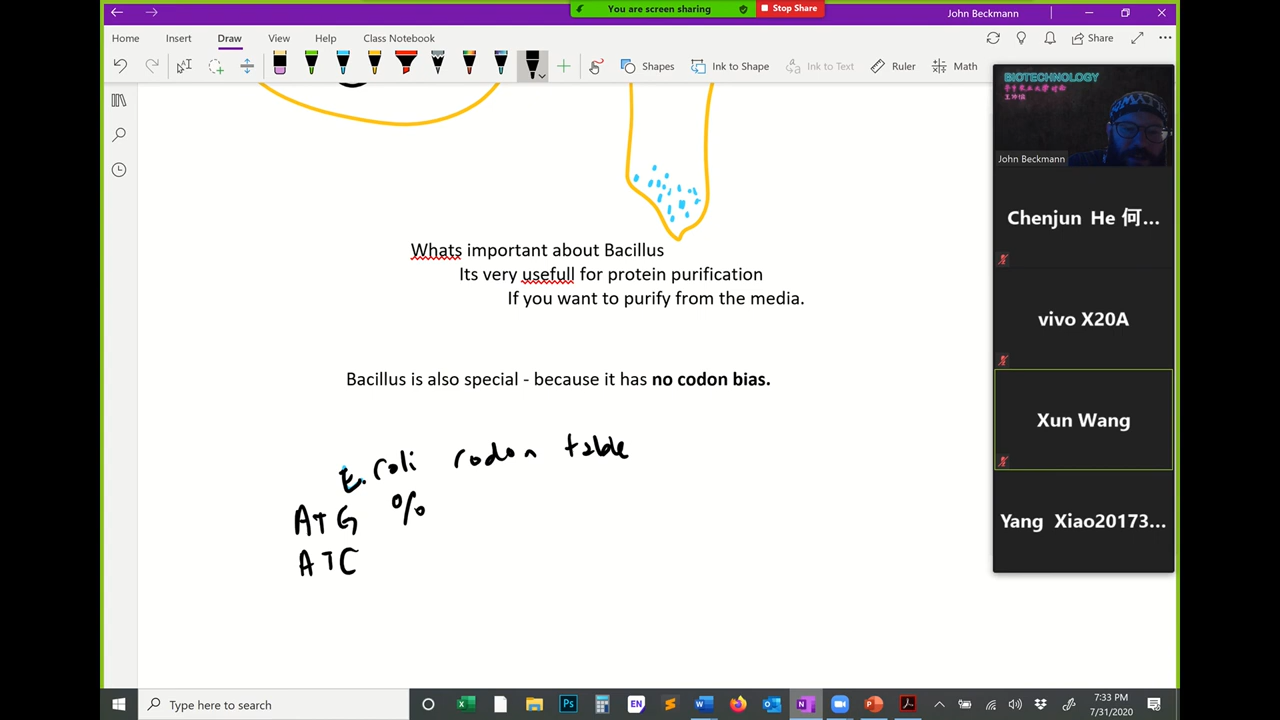 You are screen sharing
Stop Share
John Beckmann
Home Insert Draw View Help Class Notebook
Share
Shapes Ink to Shape Ink to Text Ruler Math
Whats important about Bacillus
Its very usefull for protein purification
If you want to purify from the media.
Bacillus is also special - because it has no codon bias.
E. coli codon table
ATG %
ATC
BIOTECHNOLOGY
John Beckmann
Chenjun He 何...
vivo X20A
Xun Wang
Yang Xiao20173...
Type here to search
EN
7:33 PM
7/31/2020